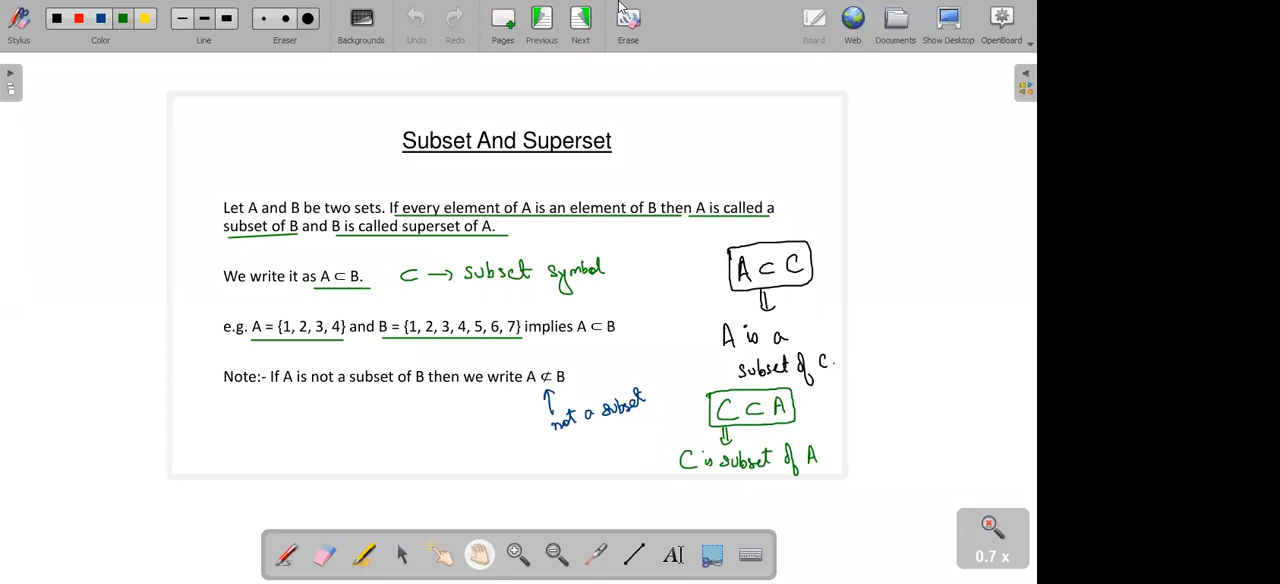 Stylus
Color
Line
Eraser
Backgrounds
Undo
Redo
Pages
Previous
Next
Erase
Board
Web
Documents
Show Desktop
OpenBoard
Subset And Superset
Let A and B be two sets. If every element of A is an element of B then A is called a
subset of B and B is called superset of A.
We write it as A ⊂ B.
⊂ → subset symbol
A ⊂ C
⇓
A is a
subset of C.
e.g. A = {1, 2, 3, 4} and B = {1, 2, 3, 4, 5, 6, 7} implies A ⊂ B
Note:- If A is not a subset of B then we write A ⊄ B
↑
not a subset
C ⊂ A
⇓
C is subset of A
AI
0.7 x